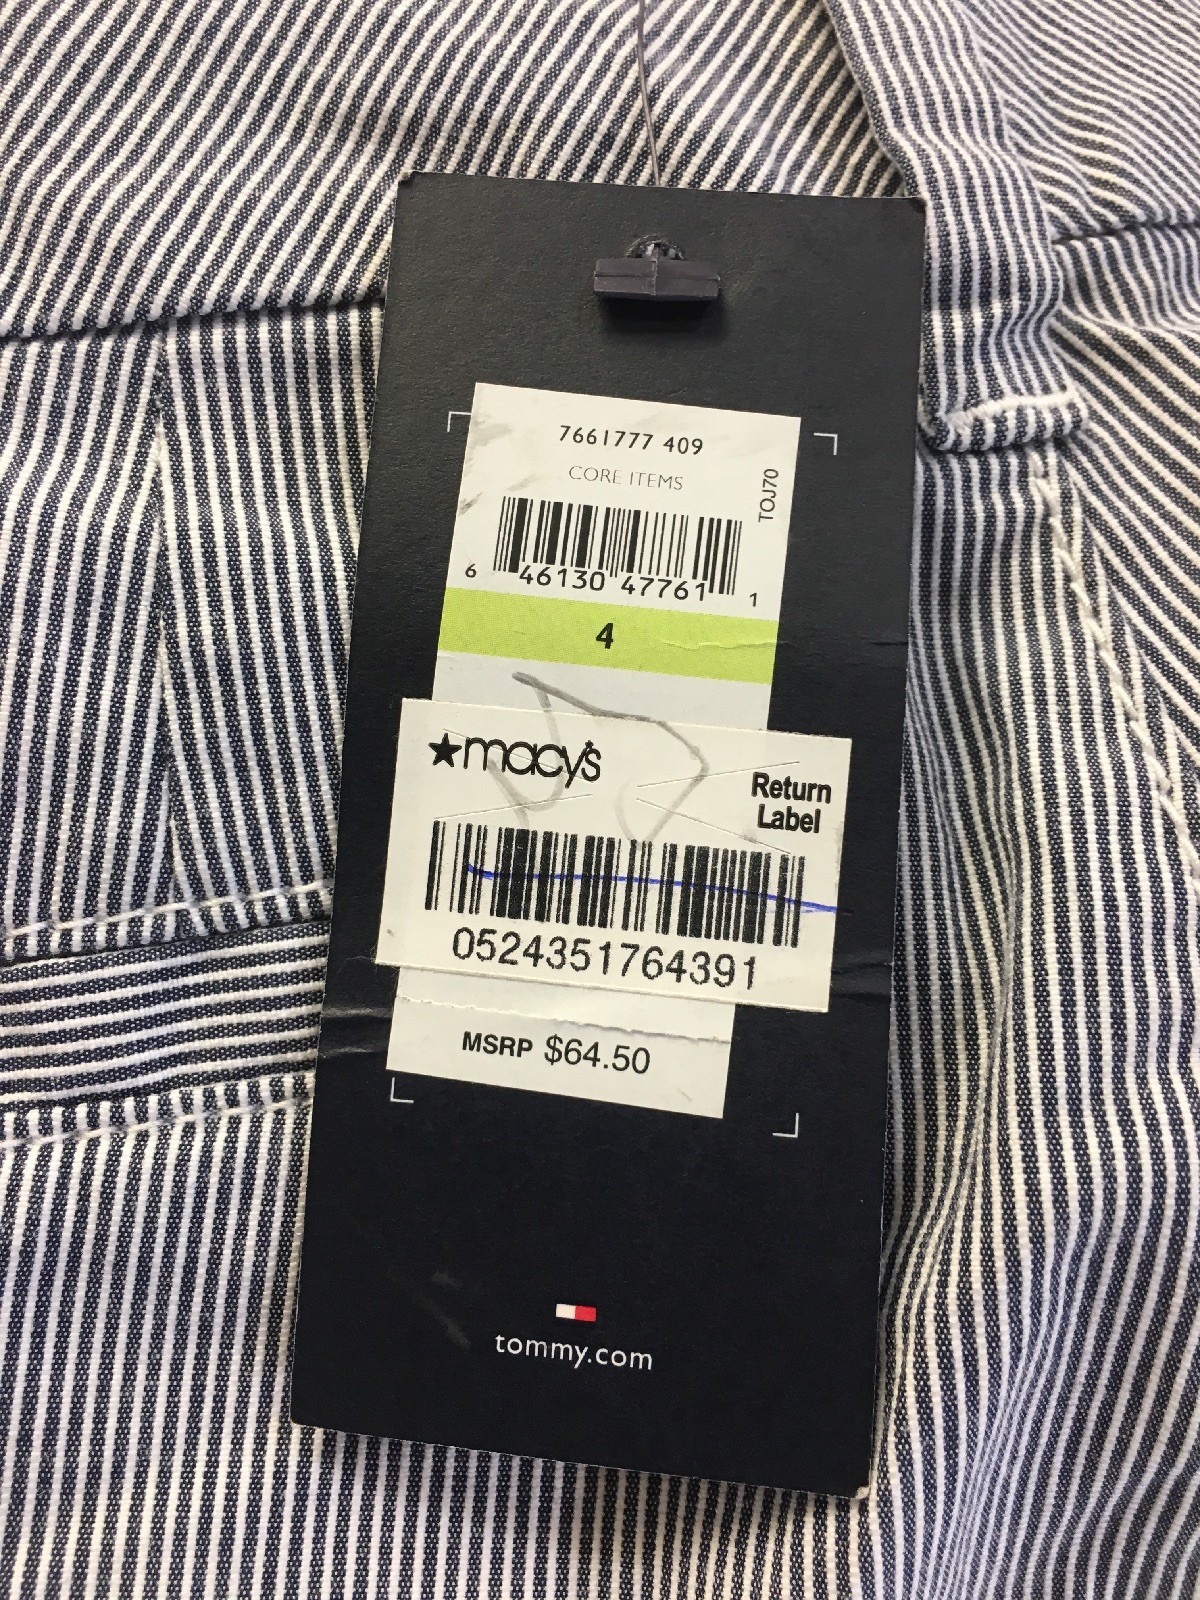 7661777 409
CORE ITEMS
TOJ70
6 46130 47761 1
4
★macy's
Return
Label
0524351764391
MSRP $64.50
tommy.com